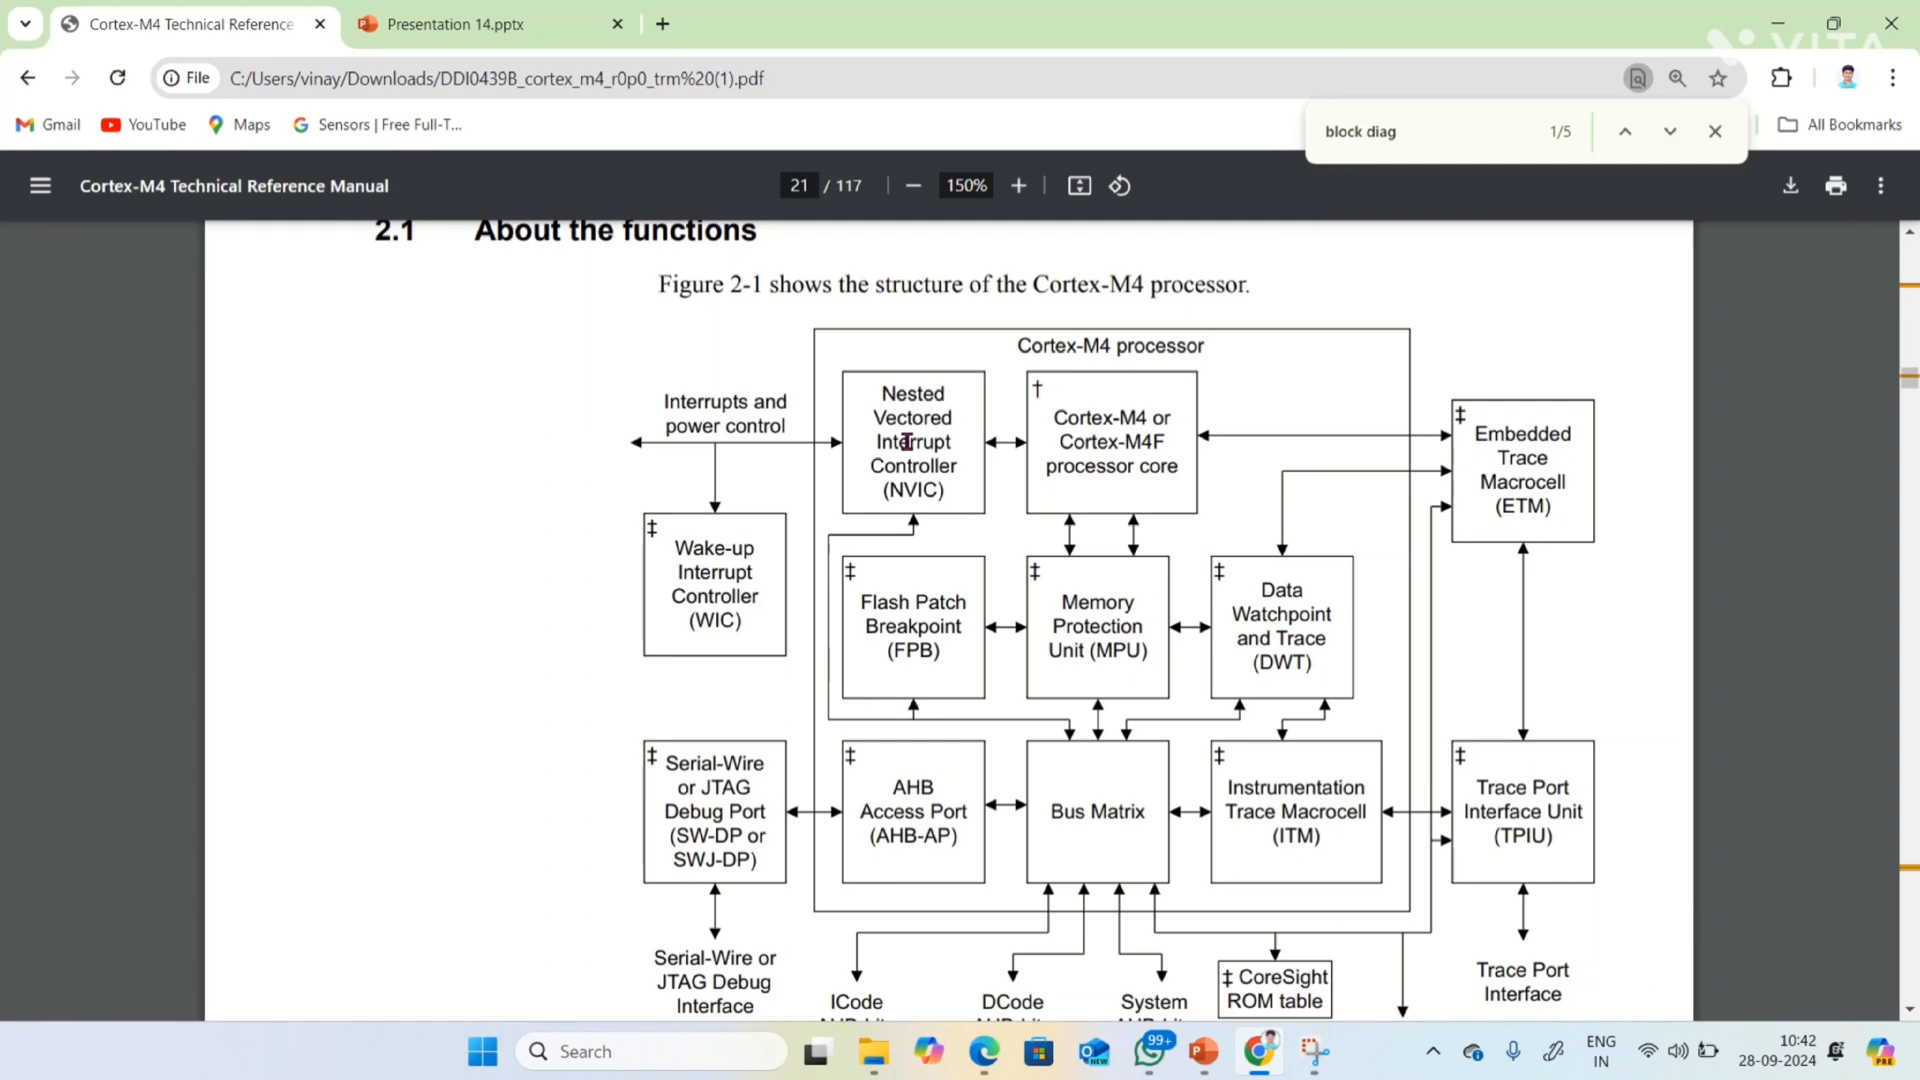 Cortex-M4 Technical Reference
Presentation 14.pptx
VITA
File
C:/Users/vinay/Downloads/DDI0439B_cortex_m4_r0p0_trm%20(1).pdf
Gmail
YouTube
Maps
Sensors | Free Full-T...
All Bookmarks
block diag
1/5
Cortex-M4 Technical Reference Manual
21 / 117
150%
2.1 About the functions
Figure 2-1 shows the structure of the Cortex-M4 processor.
Cortex-M4 processor
Interrupts and
power control
Nested
Vectored
Interrupt
Controller
(NVIC)
†
Cortex-M4 or
Cortex-M4F
processor core
‡
Embedded
Trace
Macrocell
(ETM)
‡
Wake-up
Interrupt
Controller
(WIC)
‡
Flash Patch
Breakpoint
(FPB)
‡
Memory
Protection
Unit (MPU)
‡
Data
Watchpoint
and Trace
(DWT)
‡
Serial-Wire
or JTAG
Debug Port
(SW-DP or
SWJ-DP)
‡
AHB
Access Port
(AHB-AP)
Bus Matrix
‡
Instrumentation
Trace Macrocell
(ITM)
‡
Trace Port
Interface Unit
(TPIU)
Serial-Wire or
JTAG Debug
Interface
ICode
DCode
System
‡ CoreSight
ROM table
Trace Port
Interface
Search
NEW
99+
ENG
IN
10:42
28-09-2024
PRE